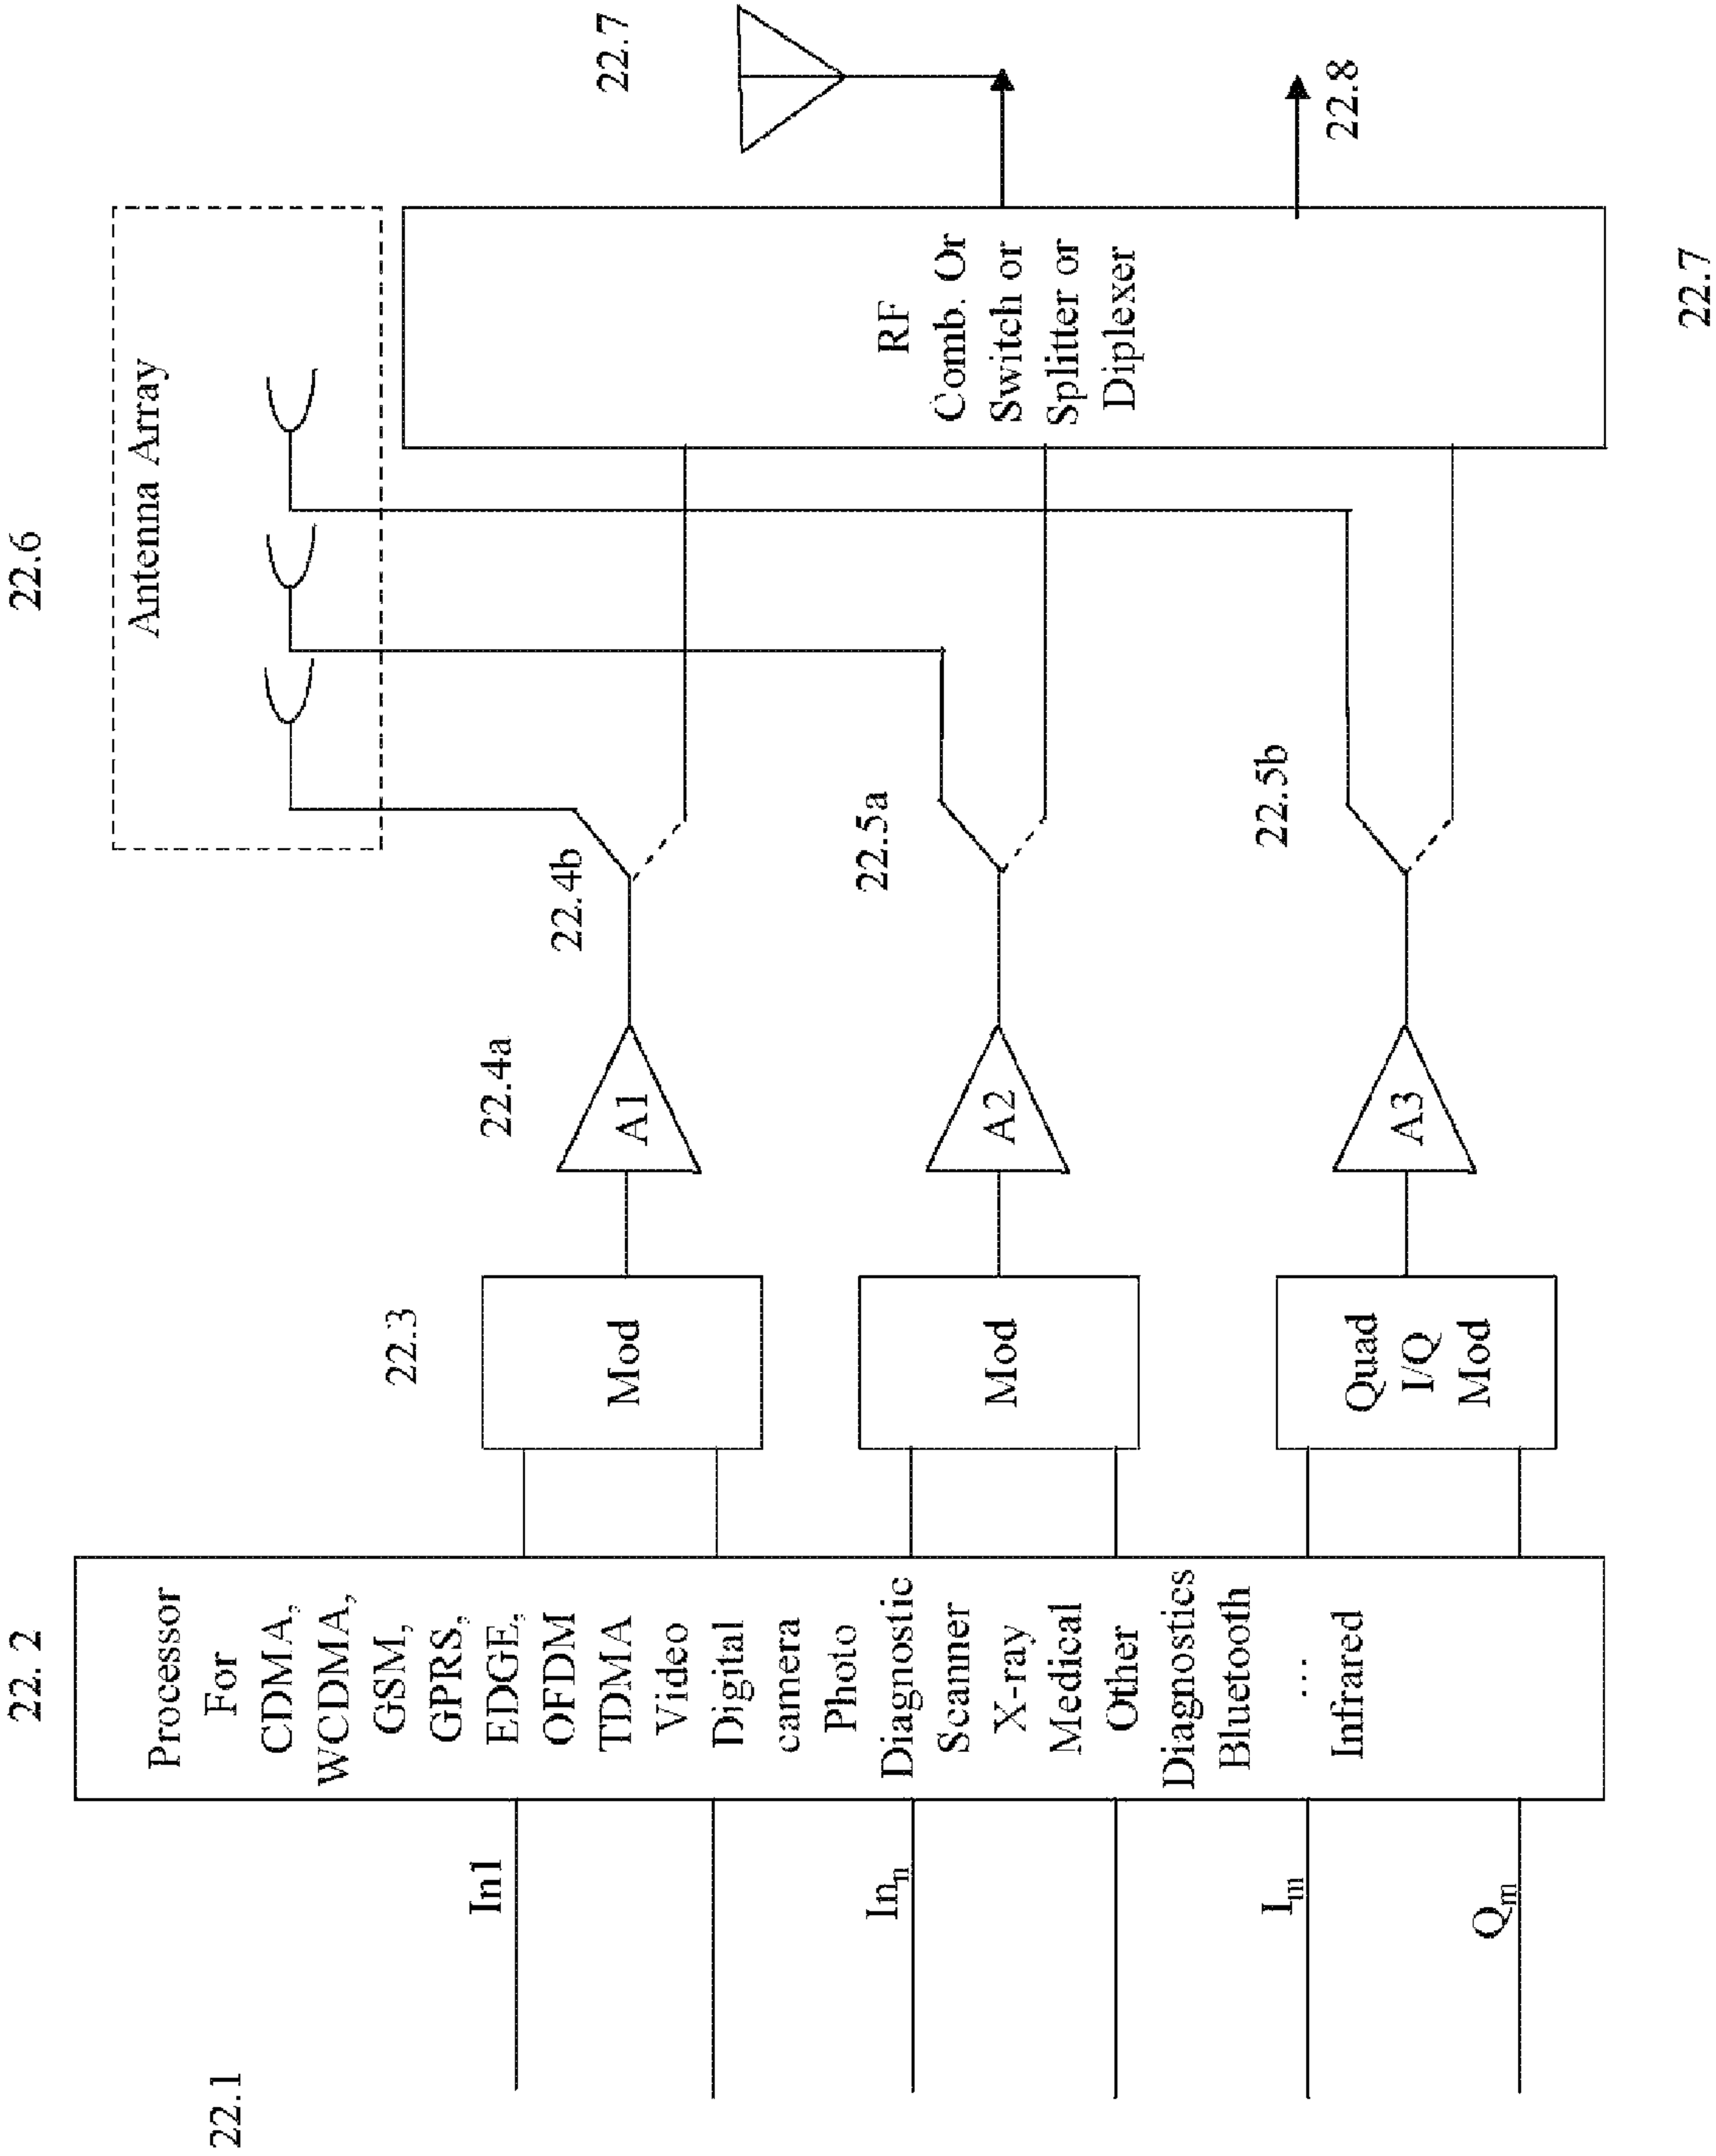 22.1
22. 2
In1
In_n
I_m
Q_m
Processor
For
CDMA,
WCDMA,
GSM,
GPRS,
EDGE,
OFDM
TDMA
Video
Digital
camera
Photo
Diagnostic
Scanner
X-ray
Medical
Other
Diagnostics
Bluetooth
...
Infrared
22.3
Mod
Mod
Quad
I/Q
Mod
22.4a
A1
A2
A3
22.4b
22.5a
22.5b
22.6
Antenna Array
RF
Comb. Or
Switch or
Splitter or
Diplexer
22.7
22.8
22.7